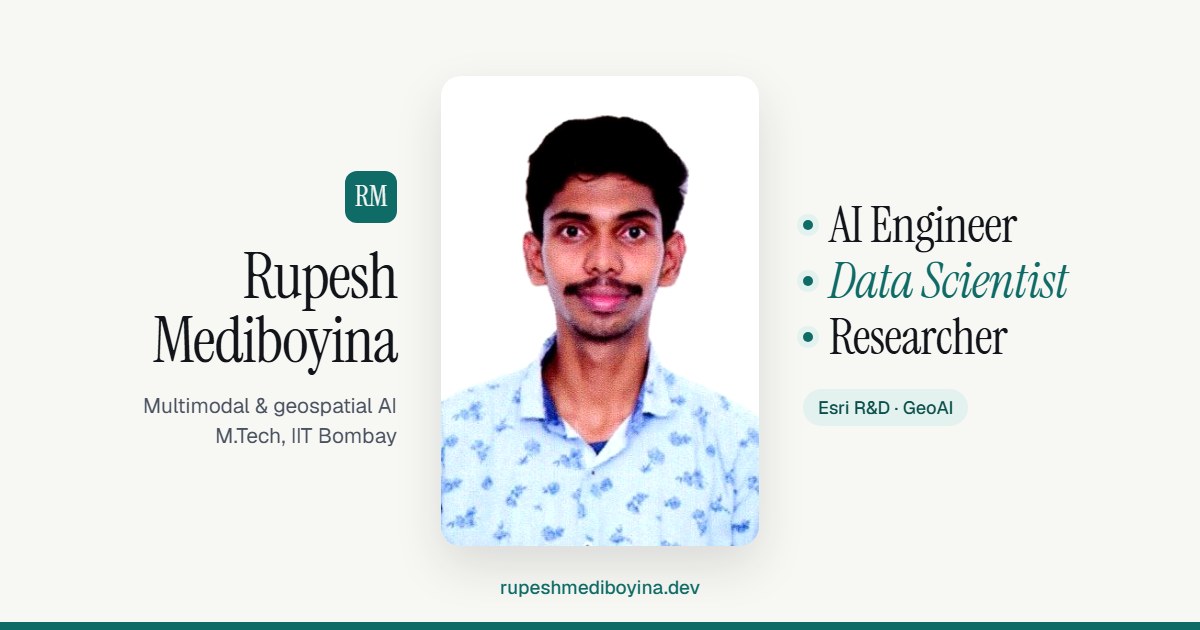 RM
Rupesh
Mediboyina
Multimodal & geospatial AI
M.Tech, IIT Bombay
• AI Engineer
• Data Scientist
• Researcher
Esri R&D · GeoAI
rupeshmediboyina.dev